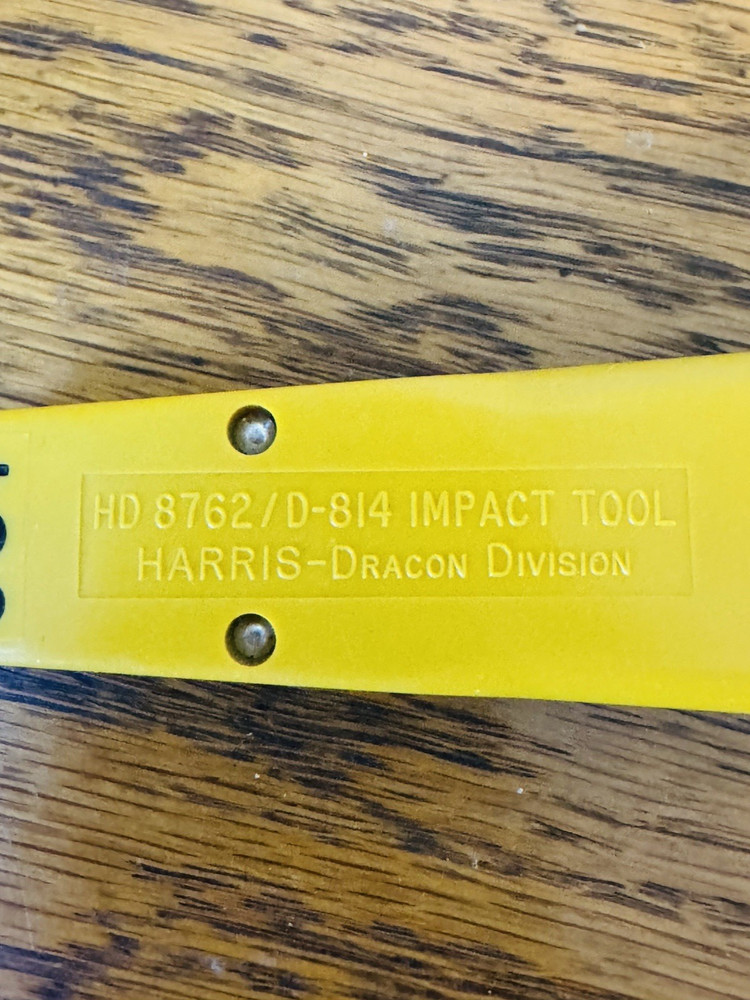 HD 8762/D-814 IMPACT TOOL
HARRIS-DRACON DIVISION